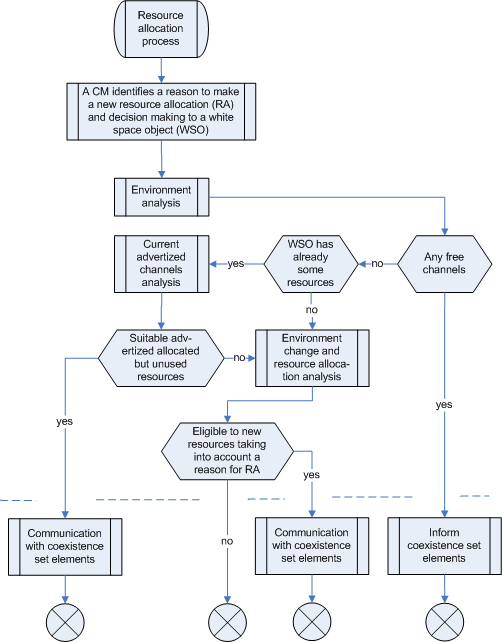 Resource
allocation
process
A CM identifies a reason to make
a new resource allocation (RA)
and decision making to a white
space object (WSO)
Environment
analysis
Current
advertized
channels
analysis
yes
WSO has
already
some
resources
no
Any free
channels
no
Suitable adv-
ertized allocated
but unused
resources
no
Environment
change and
resource alloca-
tion analysis
yes
yes
Eligible to new
resources taking
into account a
reason for RA
yes
no
Communication
with coexistence
set elements
Communication
with coexistence
set elements
Inform
coexistence set
elements